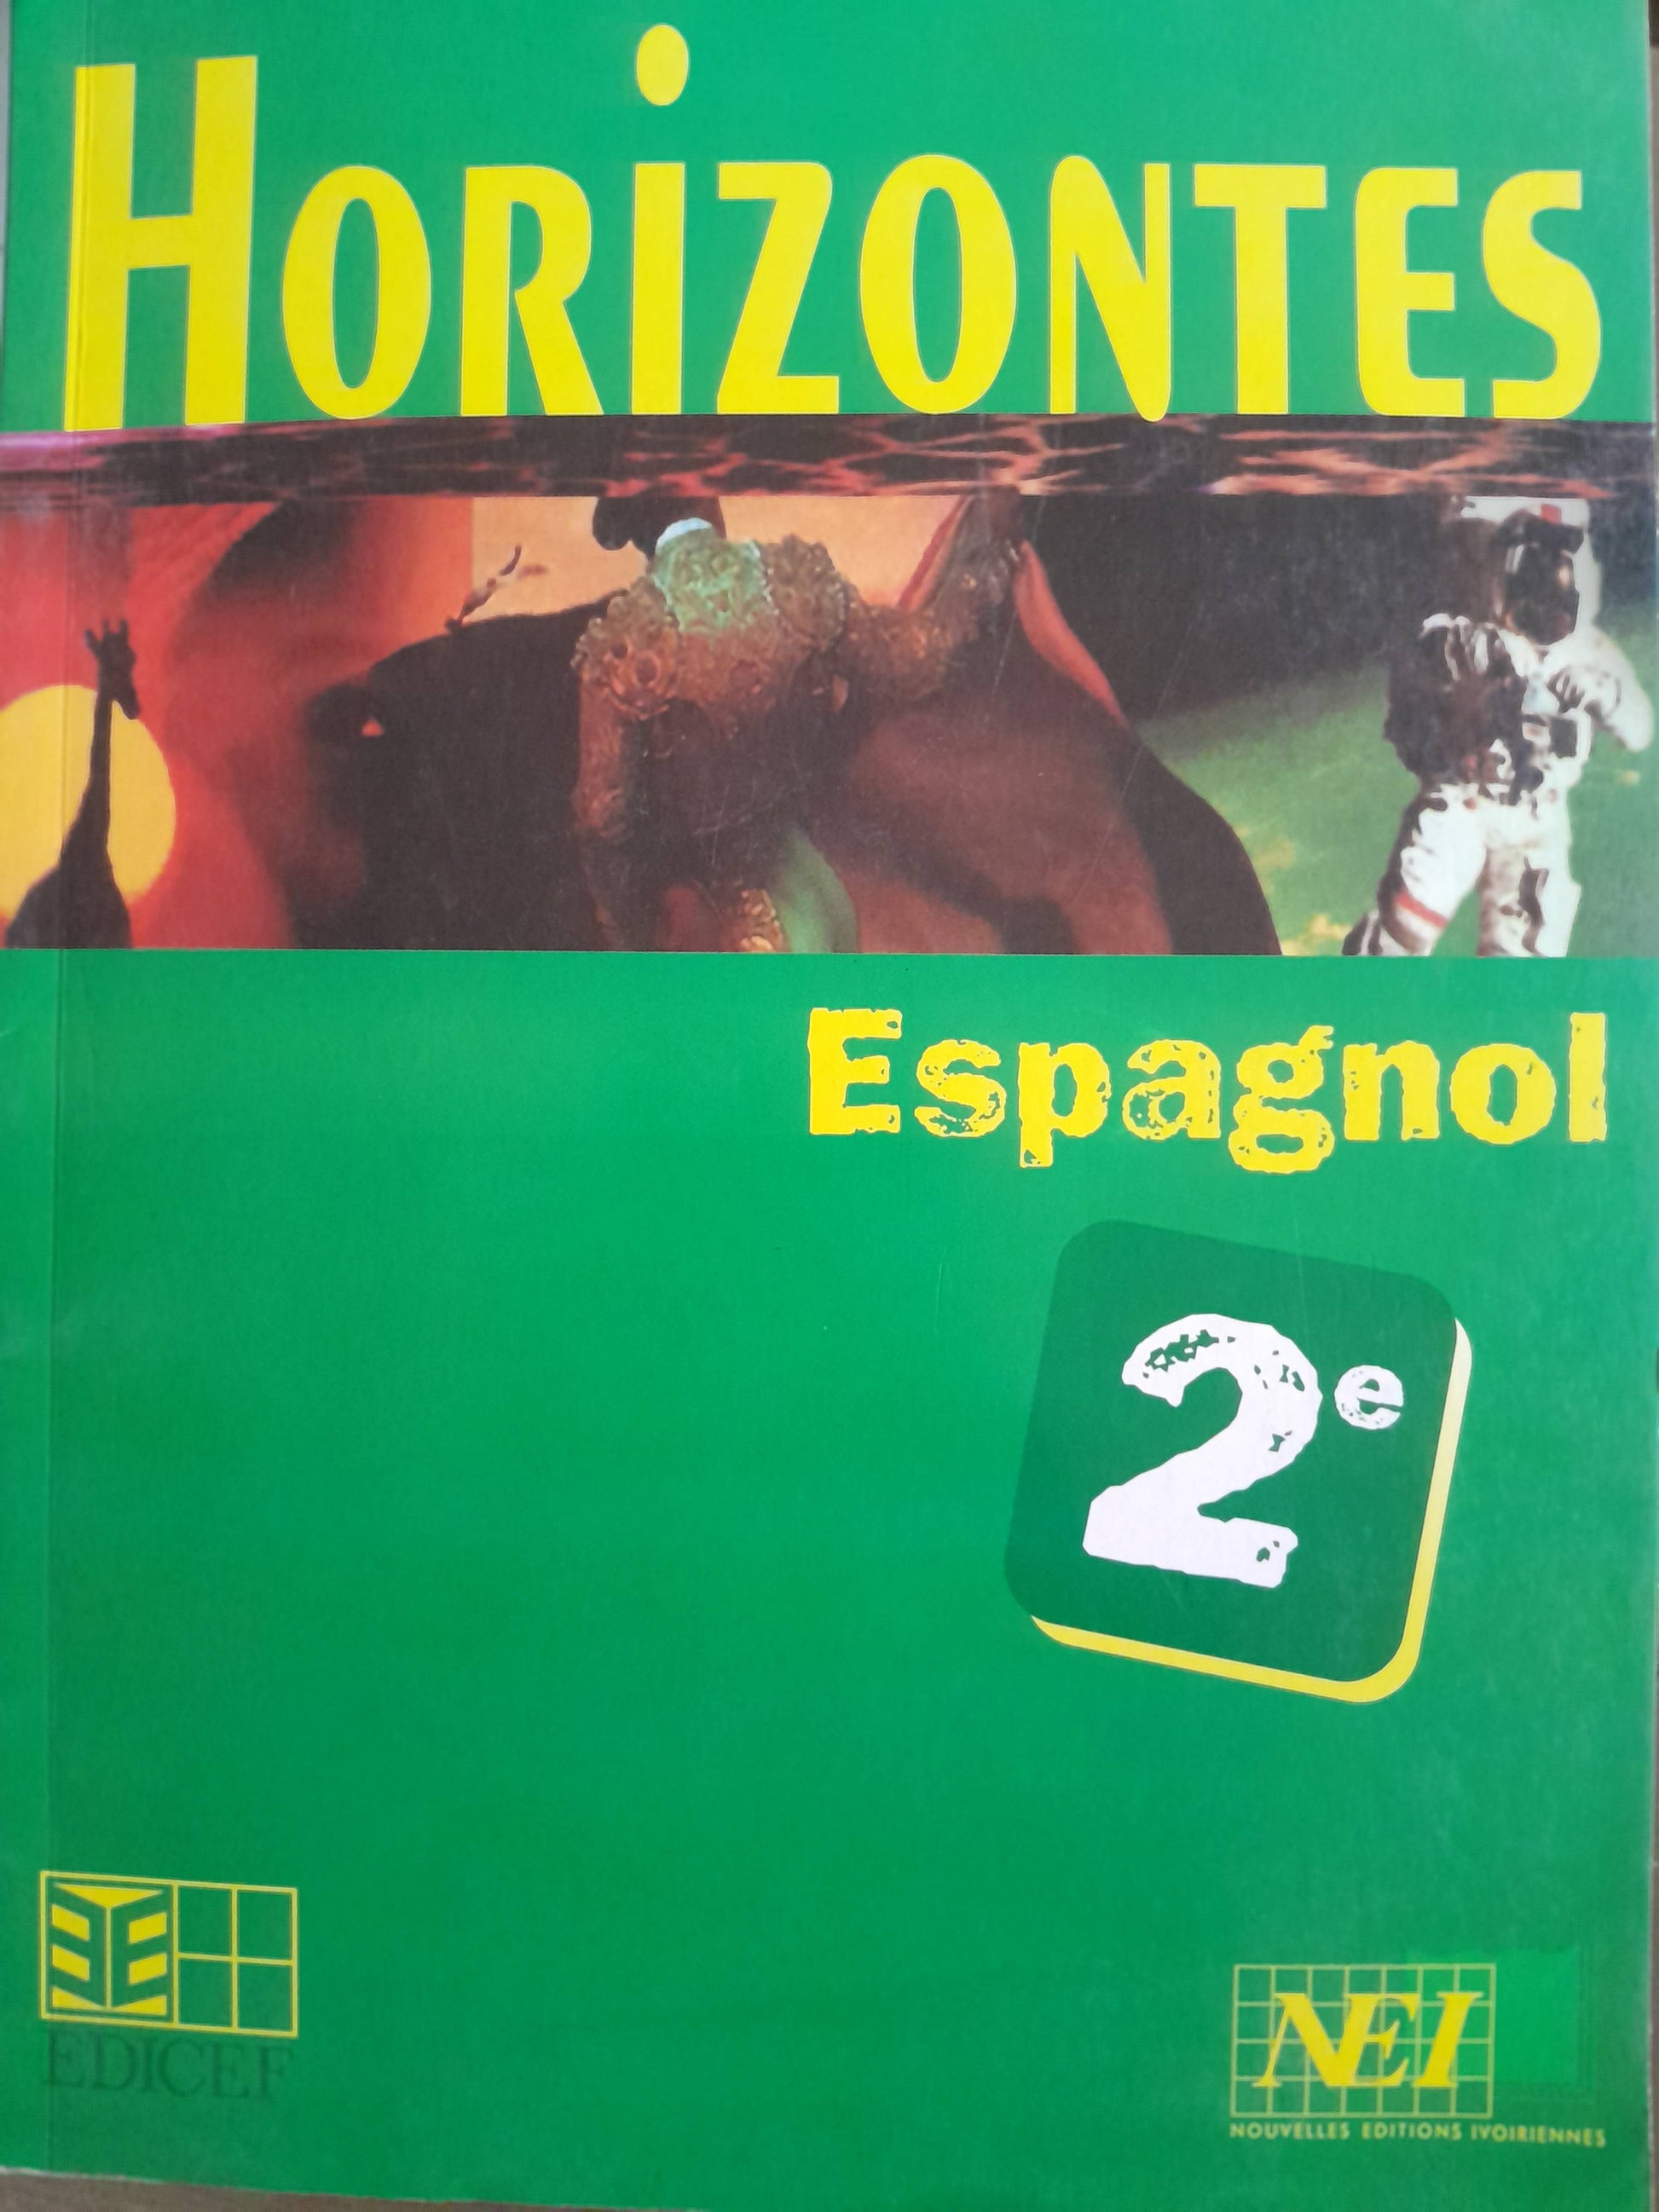 HORiZONTES
Espagnol
2e
EDICEF
NEI
NOUVELLES EDITIONS IVOIRIENNES